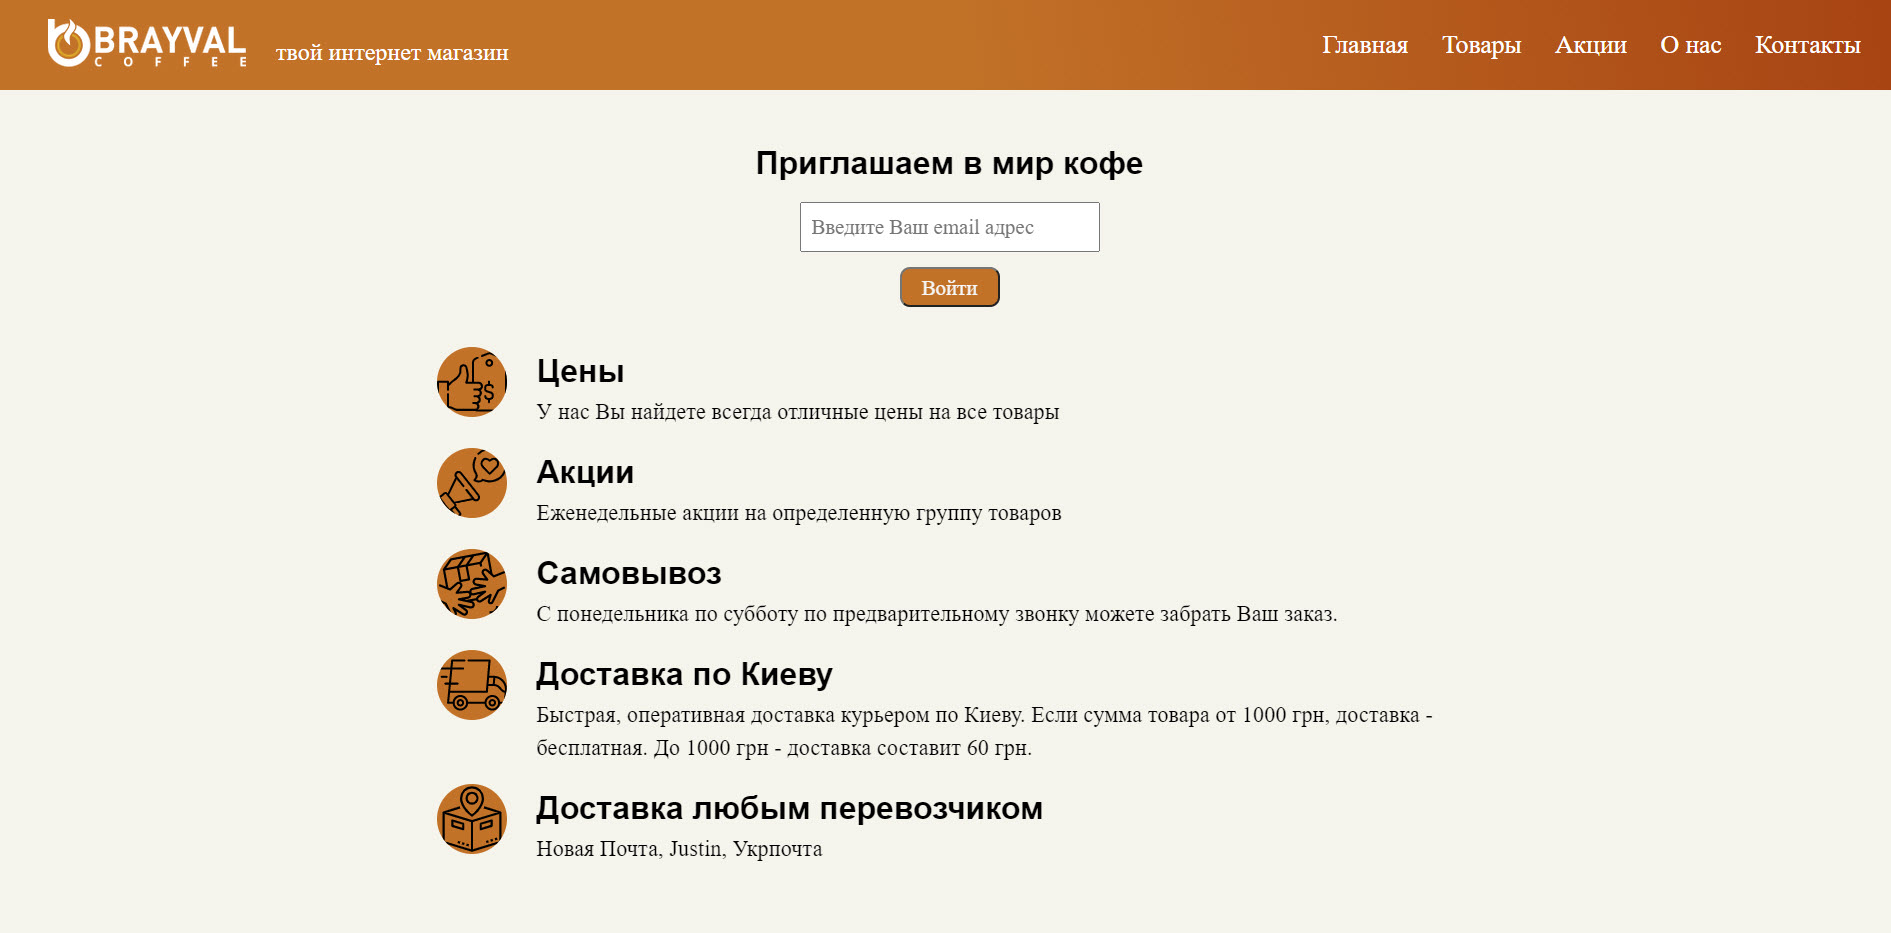 BRAYVAL
COFFEE
твой интернет магазин
Главная Товары Акции О нас Контакты
Приглашаем в мир кофе
Введите Ваш email адрес
Войти
Цены
У нас Вы найдете всегда отличные цены на все товары
Акции
Еженедельные акции на определенную группу товаров
Самовывоз
С понедельника по субботу по предварительному звонку можете забрать Ваш заказ.
Доставка по Киеву
Быстрая, оперативная доставка курьером по Киеву. Если сумма товара от 1000 грн, доставка -
бесплатная. До 1000 грн - доставка составит 60 грн.
Доставка любым перевозчиком
Новая Почта, Justin, Укрпочта